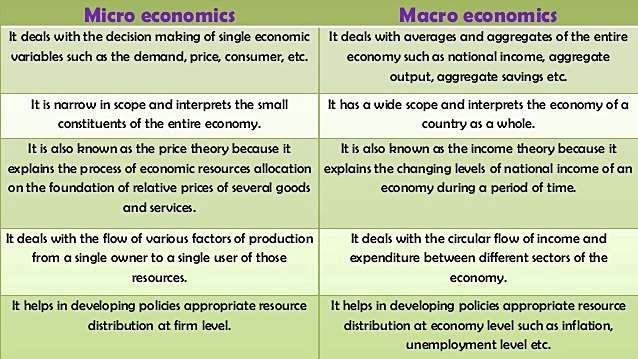 Micro economics
Macro economics
It deals with the decision making of single economic
variables such as the demand, price, consumer, etc.
It deals with averages and aggregates of the entire
economy such as national income, aggregate
output, aggregate savings etc.
It is narrow in scope and interprets the small
constituents of the entire economy.
It has a wide scope and interprets the economy of a
country as a whole.
It is also known as the price theory because it
explains the process of economic resources allocation
on the foundation of relative prices of several goods
and services.
It is also known as the income theory because it
explains the changing levels of national income of an
economy during a period of time.
It deals with the flow of various factors of production
from a single owner to a single user of those
resources.
It deals with the circular flow of income and
expenditure between different sectors of the
economy.
It helps in developing policies appropriate resource
distribution at firm level.
It helps in developing policies appropriate resource
distribution at economy level such as inflation,
unemployment level etc.